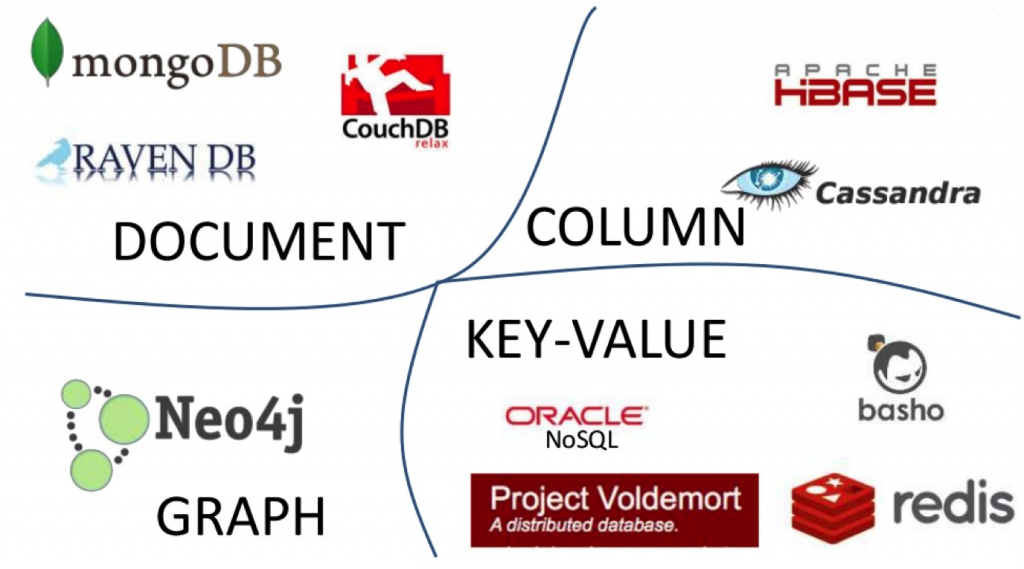 mongoDB
CouchDB
relax
RAVEN DB
DOCUMENT
APACHE
HBASE
Cassandra
COLUMN
KEY-VALUE
basho
ORACLE
NoSQL
Project Voldemort
A distributed database.
redis
Neo4j
GRAPH